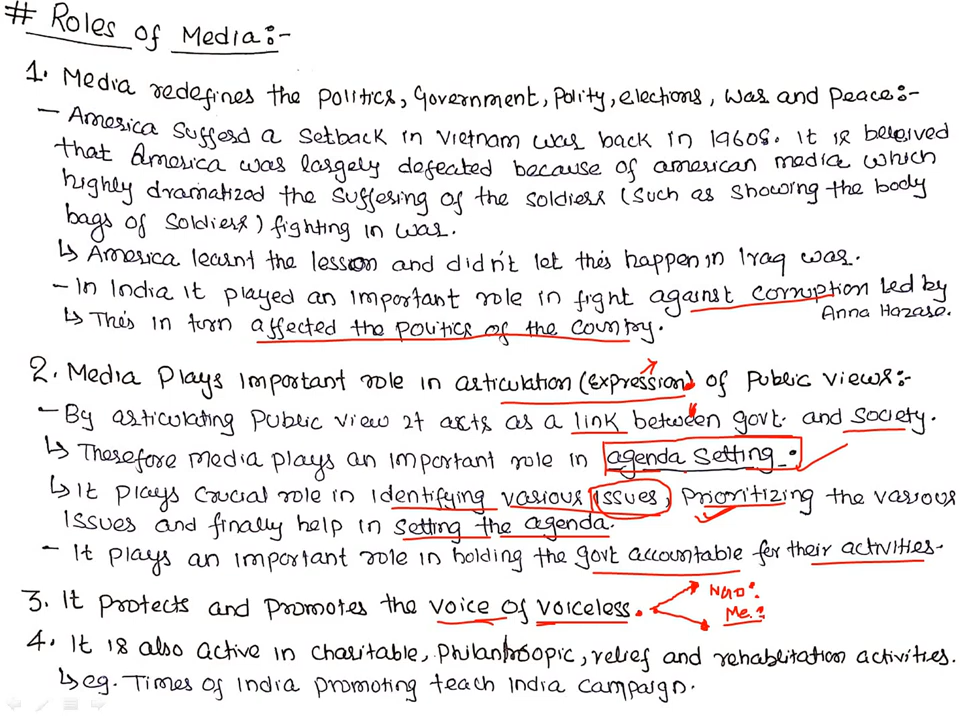 # Roles of Media:-
1. Media redefines the politics, Government, polity, elections, war and peace:-
- America Sufferd a setback in Vietnam war back in 1960s. It is beleived
that America was largely defeated because of american media which
highly dramatized the suffering of the soldiers (such as showing the body
bags of soldiers) fighting in war.
↳ America learnt the lesson and didn't let this happen in Iraq war.
- In India it played an important role in fight against corruption led by
Anna Hazare.
↳ This in turn affected the politics of the country.
2. Media plays important role in articulation (expression) of public views:-
- By articulating public view it acts as a link between govt. and society.
↳ Therefore media plays an important role in agenda setting.
↳ It plays crucial role in identifying various issues, prioritizing the various
issues and finally help in setting the agenda.
- It plays an important role in holding the govt accountable for their activities-
3. It protects and promotes the voice of voiceless.
NGO:
Me.:
4. It is also active in charitable, philanthropic, relief and rehablitation activities.
↳ eg. Times of India promoting teach India campaign.